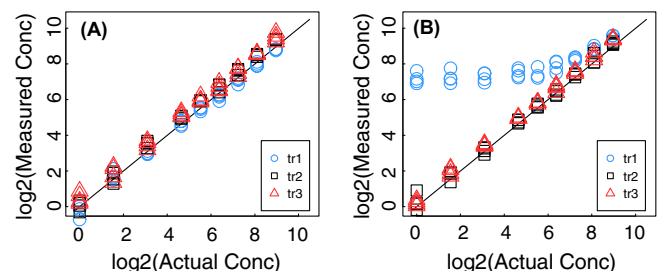 (A)
log2(Measured Conc)
10
8
6
4
2
0
tr1
tr2
tr3
0 2 4 6 8 10
log2(Actual Conc)
(B)
log2(Measured Conc)
10
8
6
4
2
0
tr1
tr2
tr3
0 2 4 6 8 10
log2(Actual Conc)